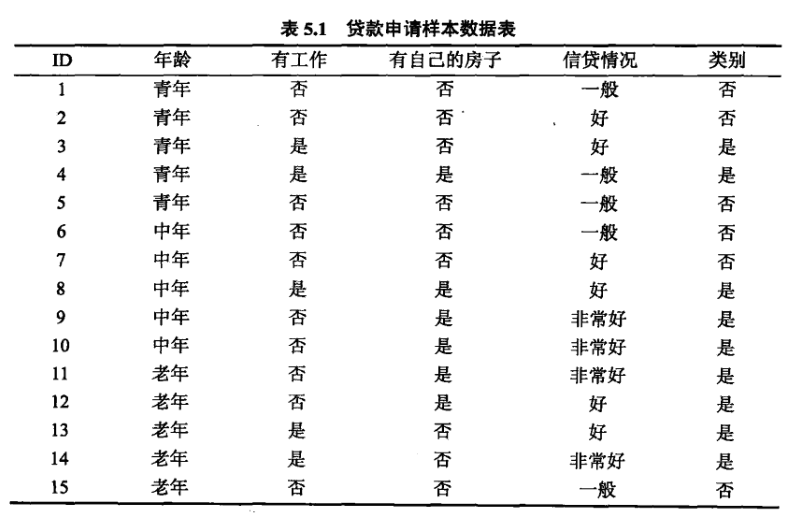 表 5.1 贷款申请样本数据表
ID 年龄 有工作 有自己的房子 信贷情况 类别
1 青年 否 否 一般 否
2 青年 否 否 好 否
3 青年 是 否 好 是
4 青年 是 是 一般 是
5 青年 否 否 一般 否
6 中年 否 否 一般 否
7 中年 否 否 好 否
8 中年 是 是 好 是
9 中年 否 是 非常好 是
10 中年 否 是 非常好 是
11 老年 否 是 非常好 是
12 老年 否 是 好 是
13 老年 是 否 好 是
14 老年 是 否 非常好 是
15 老年 否 否 一般 否